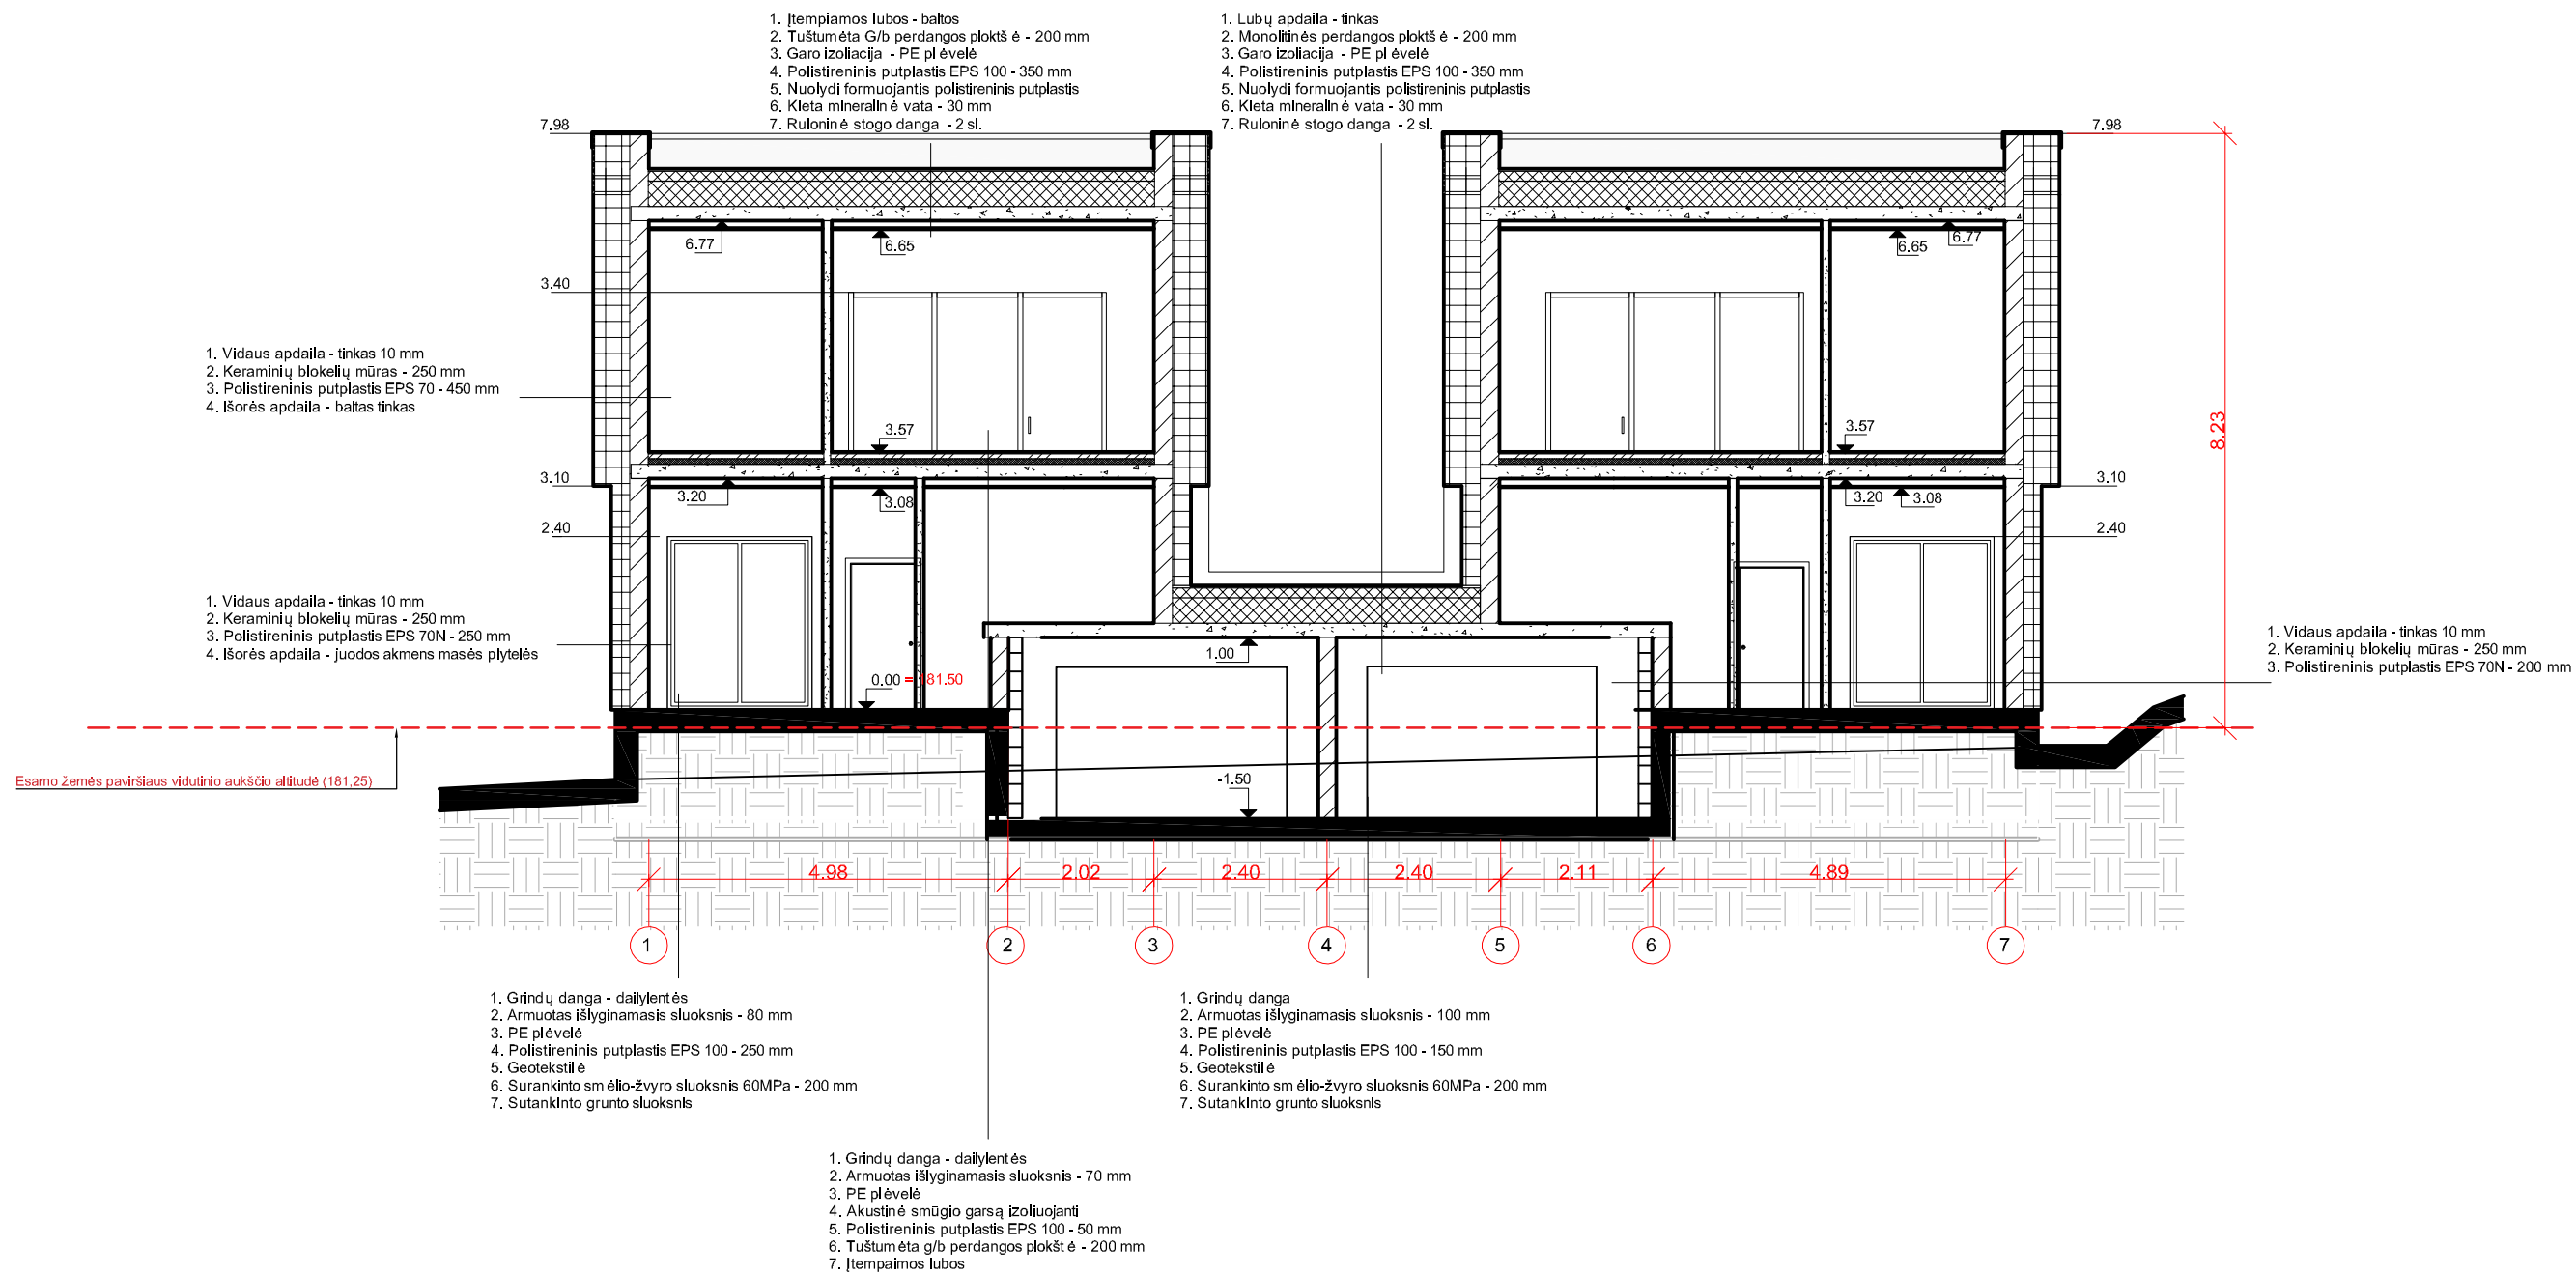 1. Įtempiamos lubos - baltos
2. Tuštumėta G/b perdangos ploktš ė - 200 mm
3. Garo izoliacija - PE pl ėvelė
4. Polistireninis putplastis EPS 100 - 350 mm
5. Nuolydi formuojantis polistireninis putplastis
6. Kieta mineralin ė vata - 30 mm
7. Ruloninė stogo danga - 2 sl.
1. Lubų apdaila - tinkas
2. Monolitinės perdangos ploktš ė - 200 mm
3. Garo izoliacija - PE pl ėvelė
4. Polistireninis putplastis EPS 100 - 350 mm
5. Nuolydi formuojantis polistireninis putplastis
6. Kieta mineralin ė vata - 30 mm
7. Ruloninė stogo danga - 2 sl.
7.98
7.98
6.77
6.65
6.65
6.77
3.40
1. Vidaus apdaila - tinkas 10 mm
2. Keraminių blokelių mūras - 250 mm
3. Polistireninis putplastis EPS 70 - 450 mm
4. Išorės apdaila - baltas tinkas
8.23
3.57
3.57
3.10
3.20
3.08
3.20
3.08
3.10
2.40
2.40
1. Vidaus apdaila - tinkas 10 mm
2. Keraminių blokelių mūras - 250 mm
3. Polistireninis putplastis EPS 70N - 250 mm
4. Išorės apdaila - juodos akmens masės plytelės
1.00
0.00 = 181.50
1. Vidaus apdaila - tinkas 10 mm
2. Keraminių blokelių mūras - 250 mm
3. Polistireninis putplastis EPS 70N - 200 mm
Esamo žemės paviršiaus vidutinio aukščio altitudė (181,25)
-1.50
4.98
2.02
2.40
2.40
2.11
4.89
1
2
3
4
5
6
7
1. Grindų danga - dailylentės
2. Armuotas išlyginamasis sluoksnis - 80 mm
3. PE plėvelė
4. Polistireninis putplastis EPS 100 - 250 mm
5. Geotekstilė
6. Surankinto sm ėlio-žvyro sluoksnis 60MPa - 200 mm
7. Sutankinto grunto sluoksnis
1. Grindų danga
2. Armuotas išlyginamasis sluoksnis - 100 mm
3. PE plėvelė
4. Polistireninis putplastis EPS 100 - 150 mm
5. Geotekstilė
6. Surankinto sm ėlio-žvyro sluoksnis 60MPa - 200 mm
7. Sutankinto grunto sluoksnis
1. Grindų danga - dailylentės
2. Armuotas išlyginamasis sluoksnis - 70 mm
3. PE plėvelė
4. Akustinė smūgio garsą izoliuojanti
5. Polistireninis putplastis EPS 100 - 50 mm
6. Tuštumėta g/b perdangos plokšt ė - 200 mm
7. Įtempaimos lubos